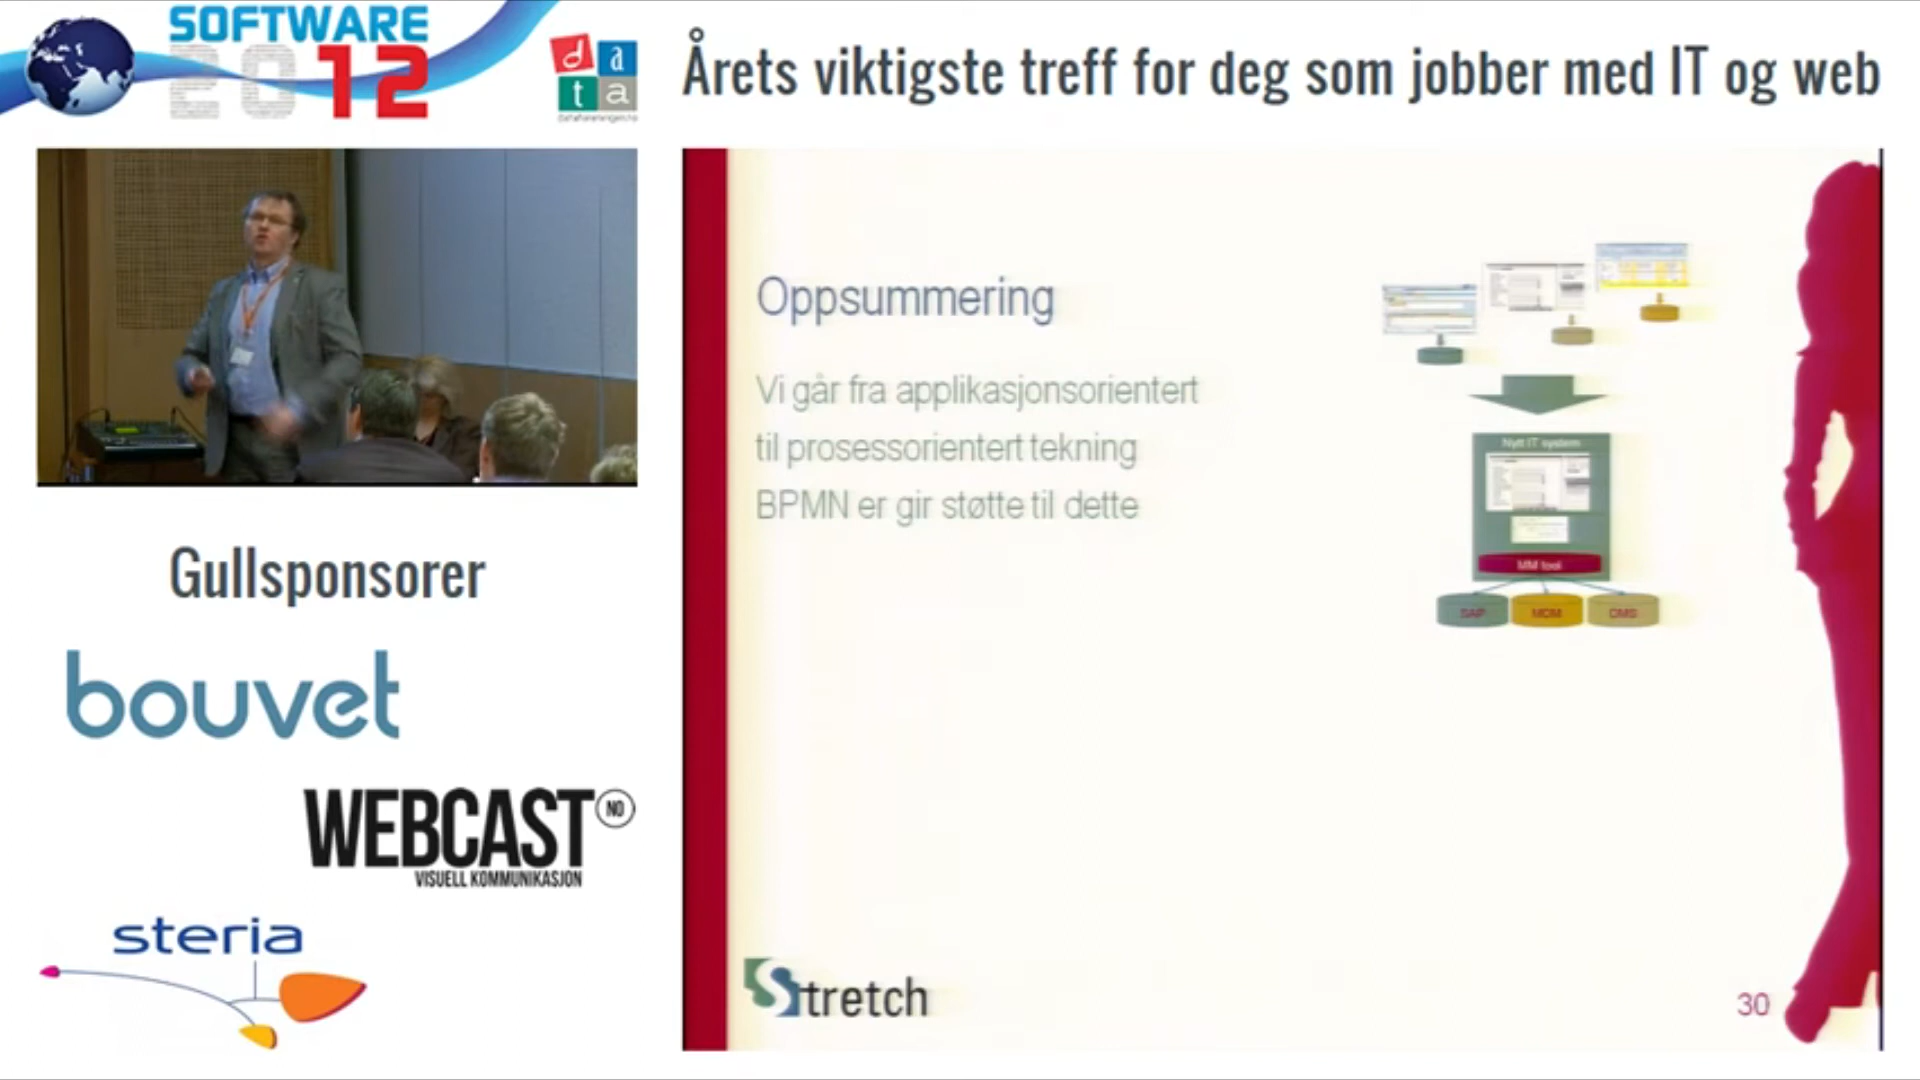 SOFTWARE
2012
data
Årets viktigste treff for deg som jobber med IT og web
Oppsummering
Vi går fra applikasjonsorientert
til prosessorientert tekning
BPMN er gir støtte til dette
Nytt IT system
MM tool
SAP MDM DMS
Gullsponsorer
bouvet
WEBCAST NO
VISUELL KOMMUNIKASJON
steria
Stretch
30